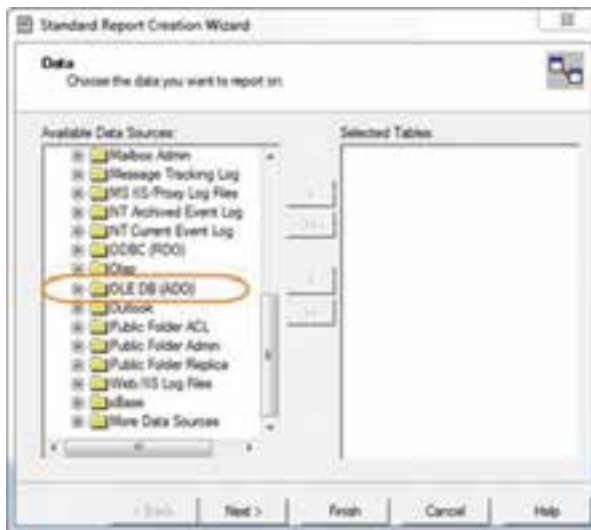 Standard Report Creation Wizard
Data
Choose the data you want to report on.
Available Data Sources:
Selected Tables:
Mailbox Admin
Message Tracking Log
MS IIS/Proxy Log Files
NT Archived Event Log
NT Current Event Log
ODBC (RDO)
Olap
OLE DB (ADO)
Outlook
Public Folder ACL
Public Folder Admin
Public Folder Replica
Web/IIS Log Files
xBase
More Data Sources
< Back
Next >
Finish
Cancel
Help